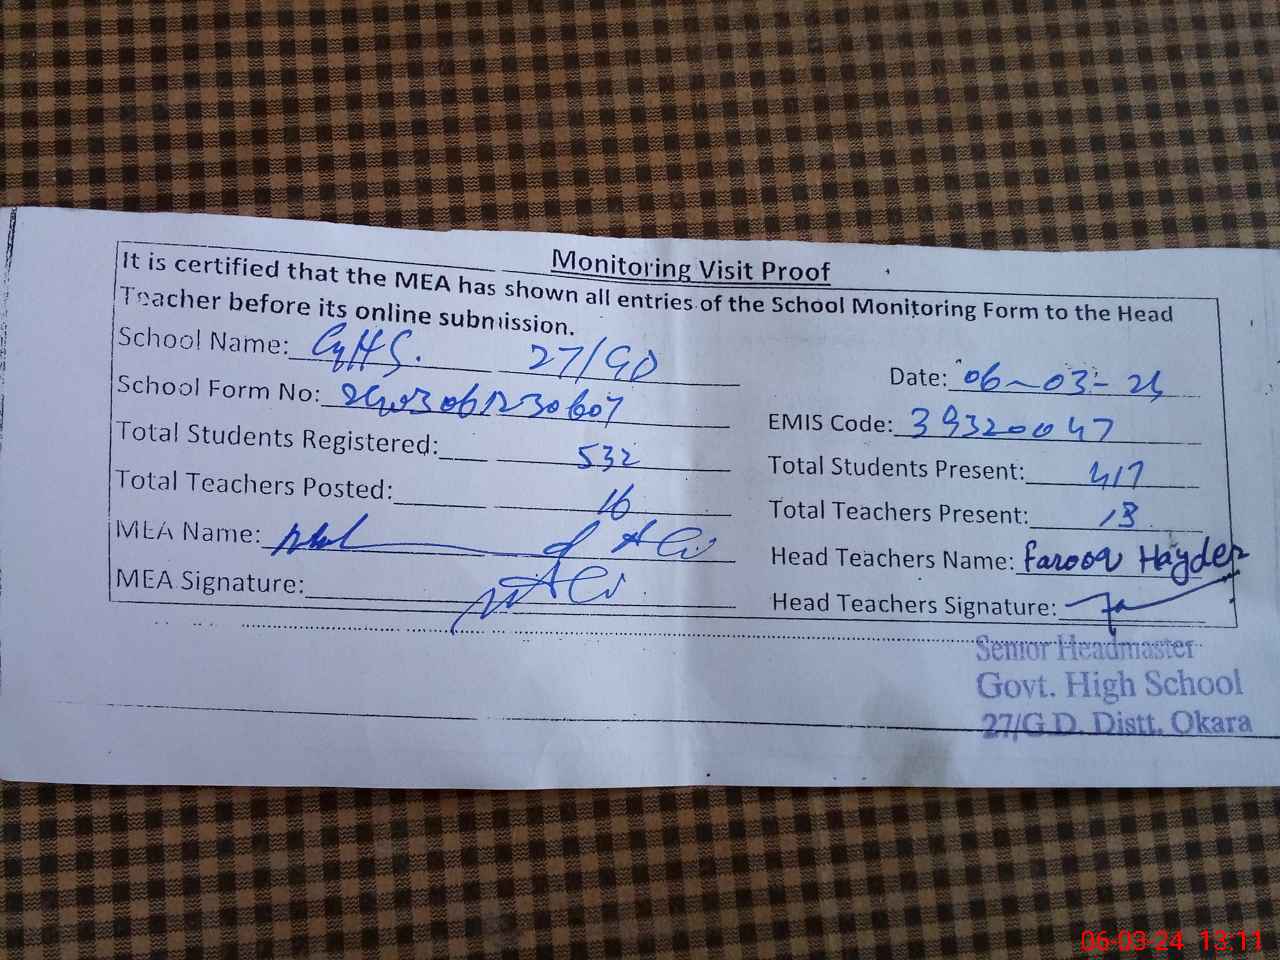 Monitoring Visit Proof
It is certified that the MEA has shown all entries of the School Monitoring Form to the Head
Teacher before its online submission.
School Name: GHS. 27/GD
Date: 06-03-24
School Form No:
EMIS Code: 39320047
Total Students Registered: 532
Total Students Present: 417
Total Teachers Posted: 16
Total Teachers Present: 13
MEA Name: Ali
Head Teachers Name: Farooq Hayder
MEA Signature:
Head Teachers Signature:
Senior Headmaster
Govt. High School
27/G.D. Distt. Okara
06-03-24 13:11